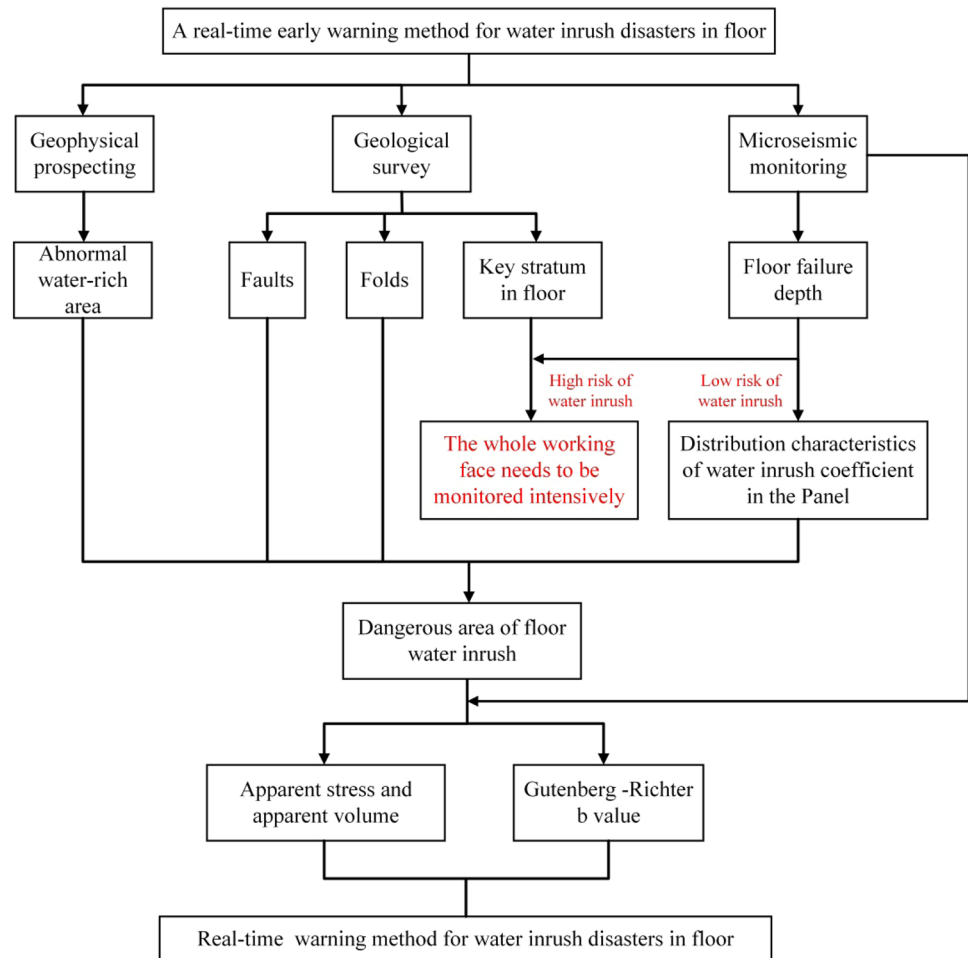 A real-time early warning method for water inrush disasters in floor
Geophysical
prospecting
Geological
survey
Microseismic
monitoring
Abnormal
water-rich
area
Faults
Folds
Key stratum
in floor
Floor failure
depth
High risk of
water inrush
Low risk of
water inrush
The whole working
face needs to be
monitored intensively
Distribution characteristics
of water inrush coefficient
in the Panel
Dangerous area of floor
water inrush
Apparent stress and
apparent volume
Gutenberg -Richter
b value
Real-time warning method for water inrush disasters in floor